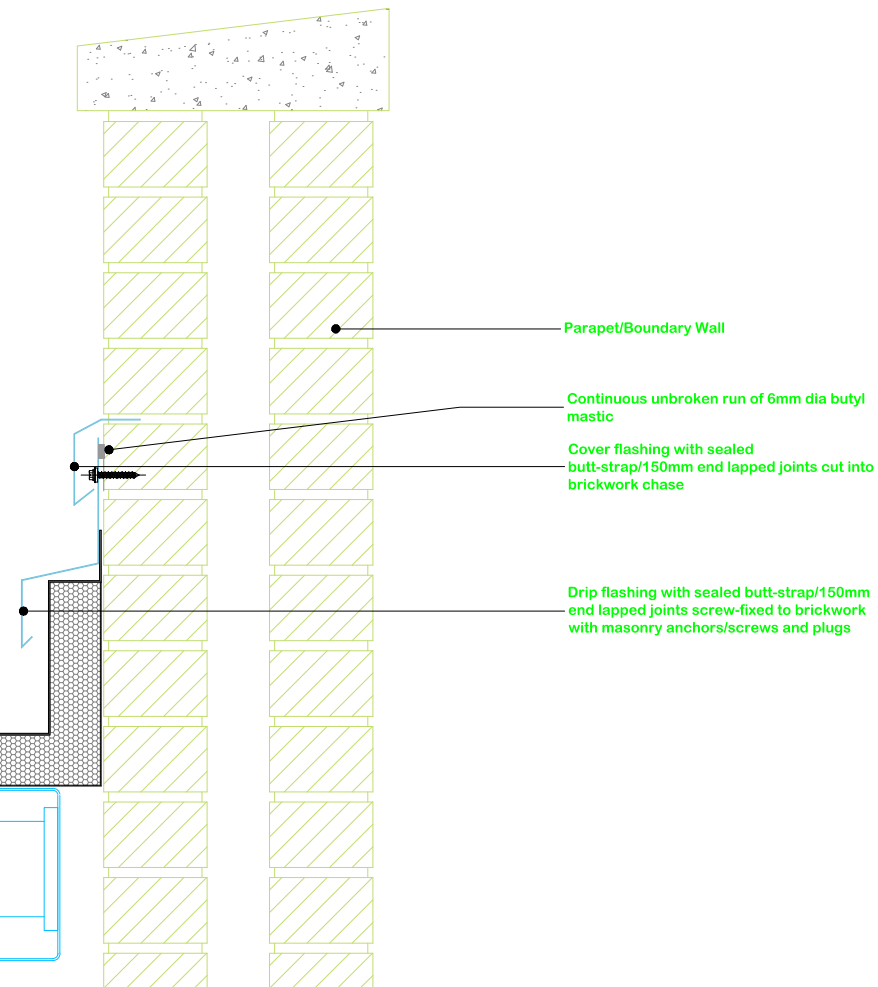 Parapet/Boundary Wall
Continuous unbroken run of 6mm dia butyl
mastic
Cover flashing with sealed
butt-strap/150mm end lapped joints cut into
brickwork chase
Drip flashing with sealed butt-strap/150mm
end lapped joints screw-fixed to brickwork
with masonry anchors/screws and plugs